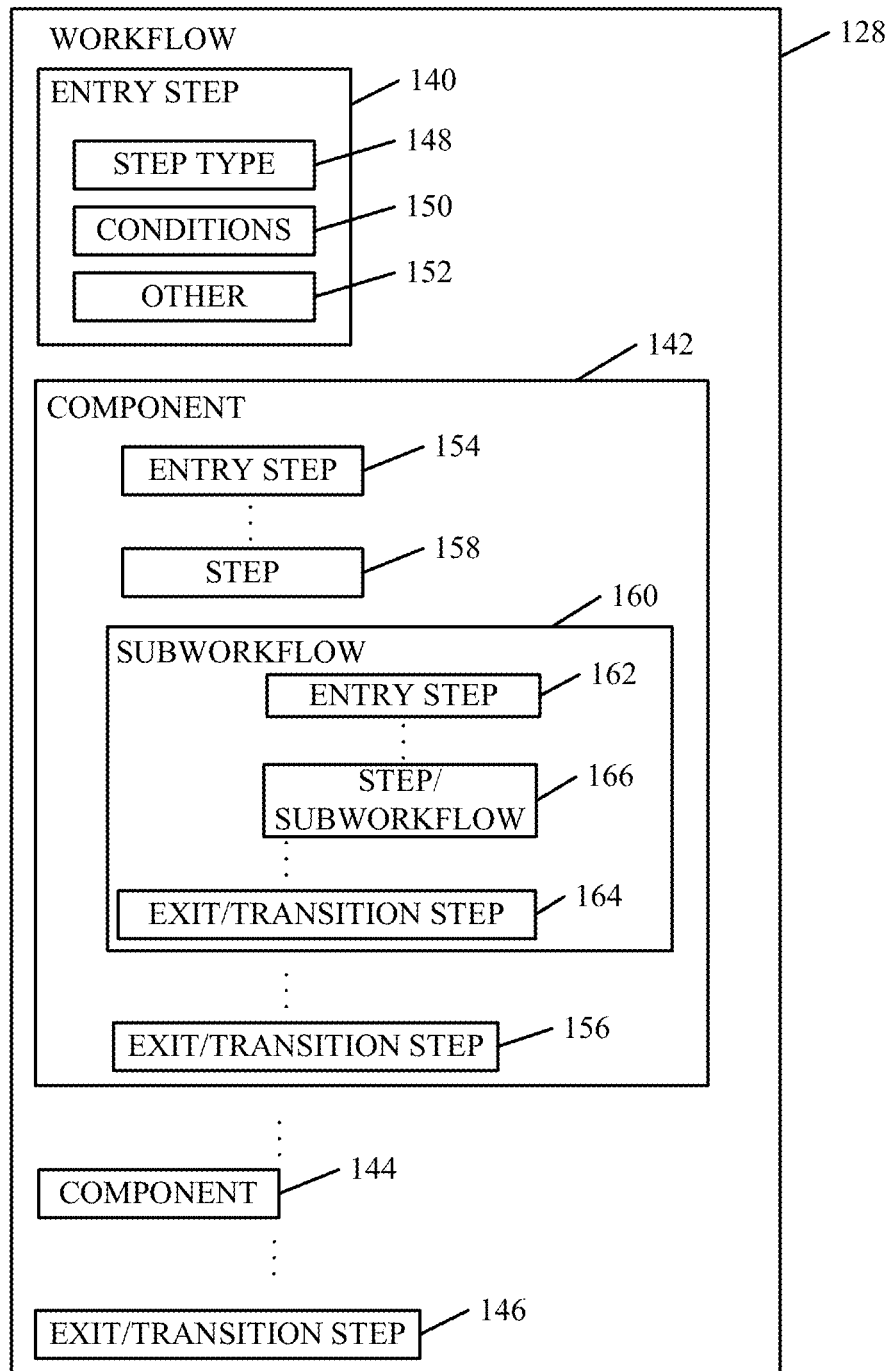 WORKFLOW
128
ENTRY STEP
140
STEP TYPE
148
CONDITIONS
150
OTHER
152
142
COMPONENT
ENTRY STEP
154
STEP
158
160
SUBWORKFLOW
ENTRY STEP
162
STEP/
SUBWORKFLOW
166
EXIT/TRANSITION STEP
164
EXIT/TRANSITION STEP
156
COMPONENT
144
EXIT/TRANSITION STEP
146